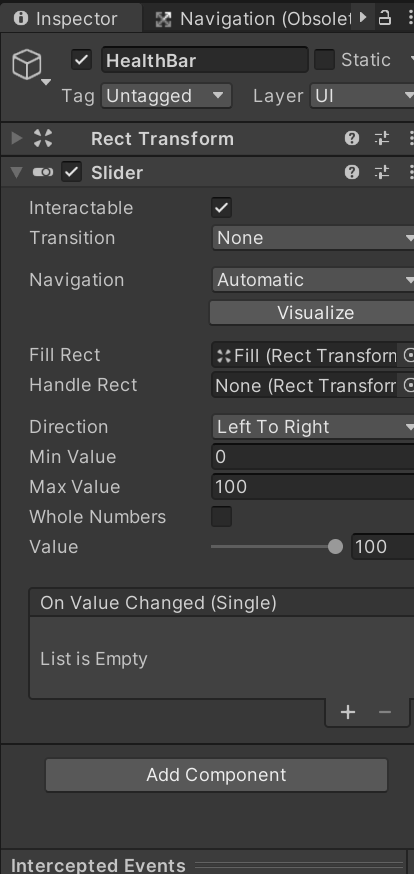 Inspector Navigation (Obsolet
HealthBar Static
Tag Untagged Layer UI
Rect Transform
Slider
Interactable
Transition None
Navigation Automatic
Visualize
Fill Rect Fill (Rect Transforn
Handle Rect None (Rect Transforr
Direction Left To Right
Min Value 0
Max Value 100
Whole Numbers
Value 100
On Value Changed (Single)
List is Empty
+ −
Add Component
Intercepted Events